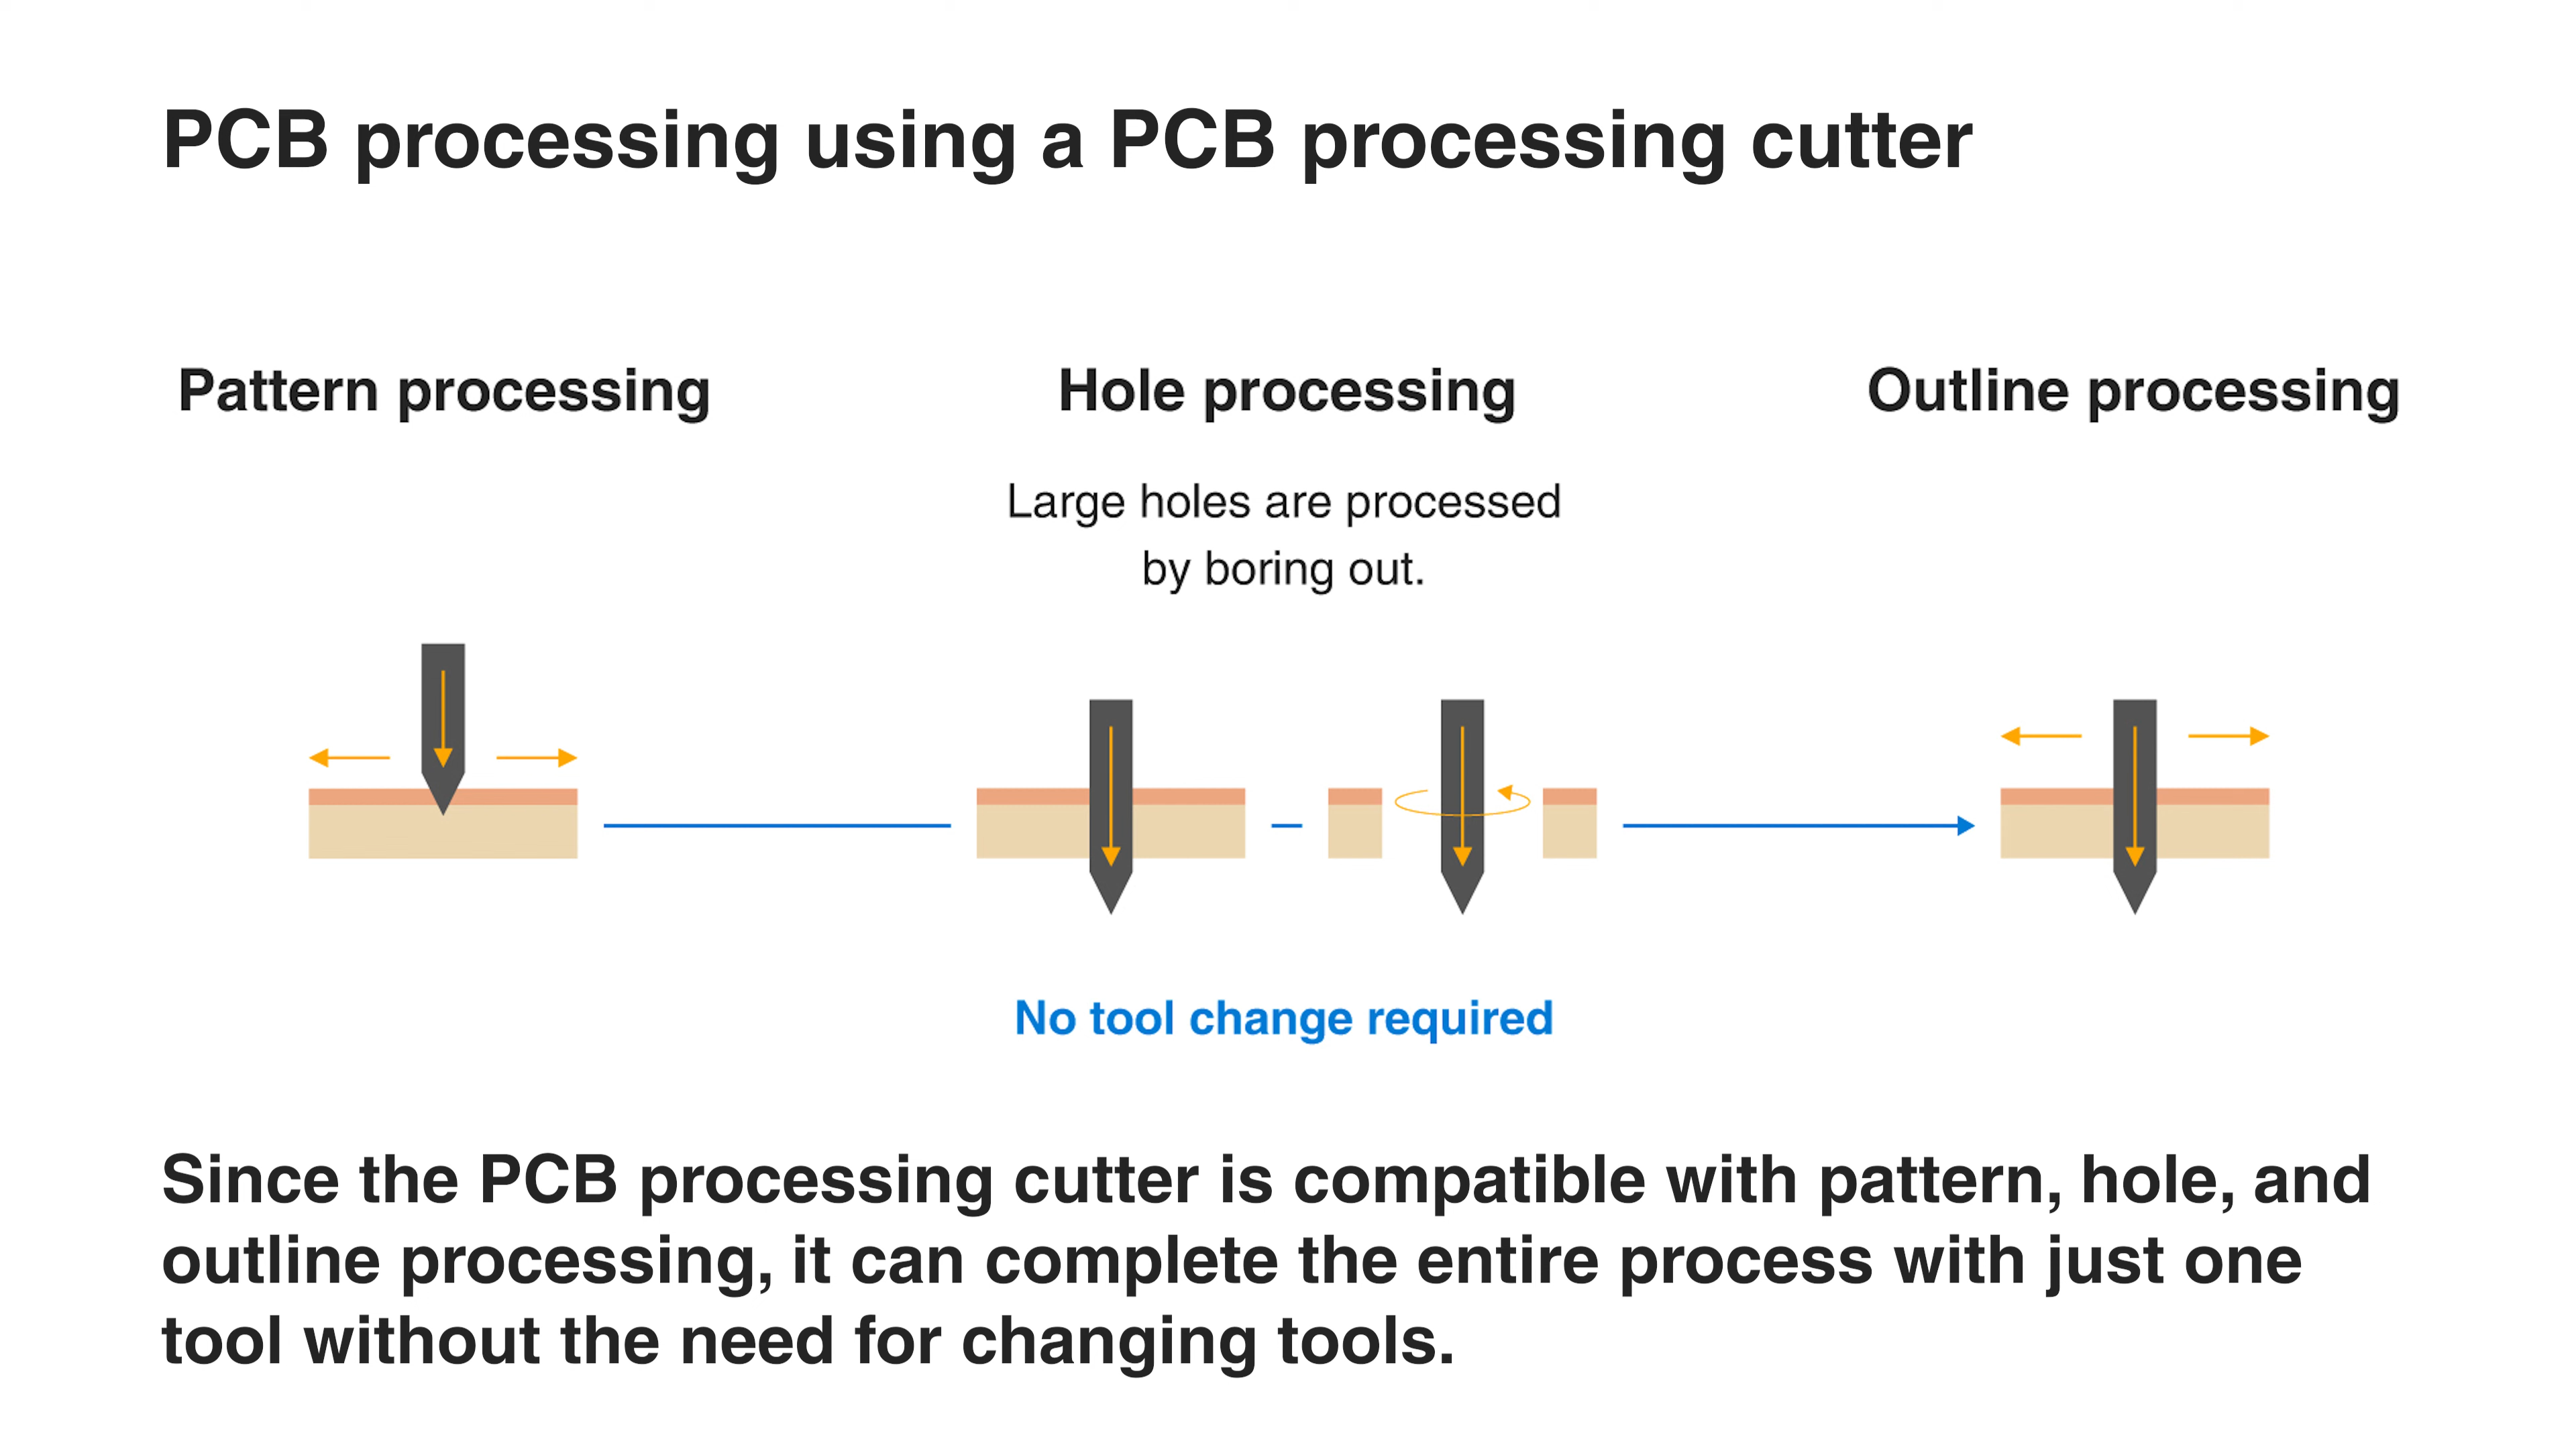 PCB processing using a PCB processing cutter
Pattern processing
Hole processing
Outline processing
Large holes are processed
by boring out.
No tool change required
Since the PCB processing cutter is compatible with pattern, hole, and
outline processing, it can complete the entire process with just one
tool without the need for changing tools.